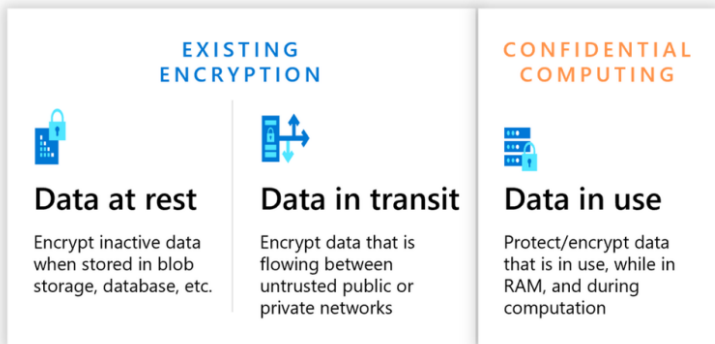 EXISTING
ENCRYPTION
Data at rest
Encrypt inactive data
when stored in blob
storage, database, etc.
Data in transit
Encrypt data that is
flowing between
untrusted public or
private networks
CONFIDENTIAL
COMPUTING
Data in use
Protect/encrypt data
that is in use, while in
RAM, and during
computation